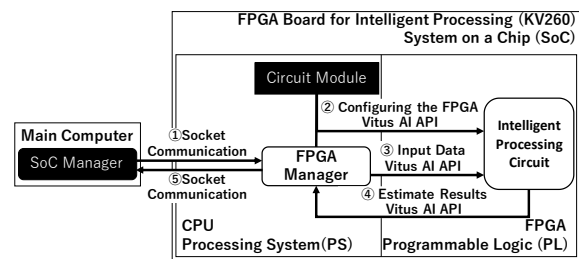 FPGA Board for Intelligent Processing (KV260)
System on a Chip (SoC)
Circuit Module
② Configuring the FPGA
Vitus AI API
Main Computer
SoC Manager
①Socket
Communication
FPGA
Manager
③ Input Data
Vitus AI API
Intelligent
Processing
Circuit
⑤Socket
Communication
④ Estimate Results
Vitus AI API
CPU
Processing System(PS)
FPGA
Programmable Logic (PL)